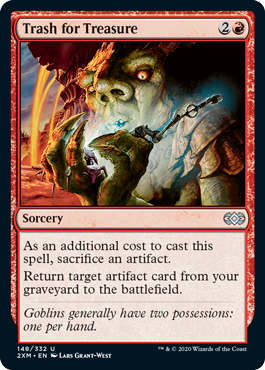 Trash for Treasure 2
Sorcery
As an additional cost to cast this
spell, sacrifice an artifact.
Return target artifact card from your
graveyard to the battlefield.
Goblins generally have two possessions:
one per hand.
148/332 U
2XM • EN Lars Grant-West
™ & © 2020 Wizards of the Coast